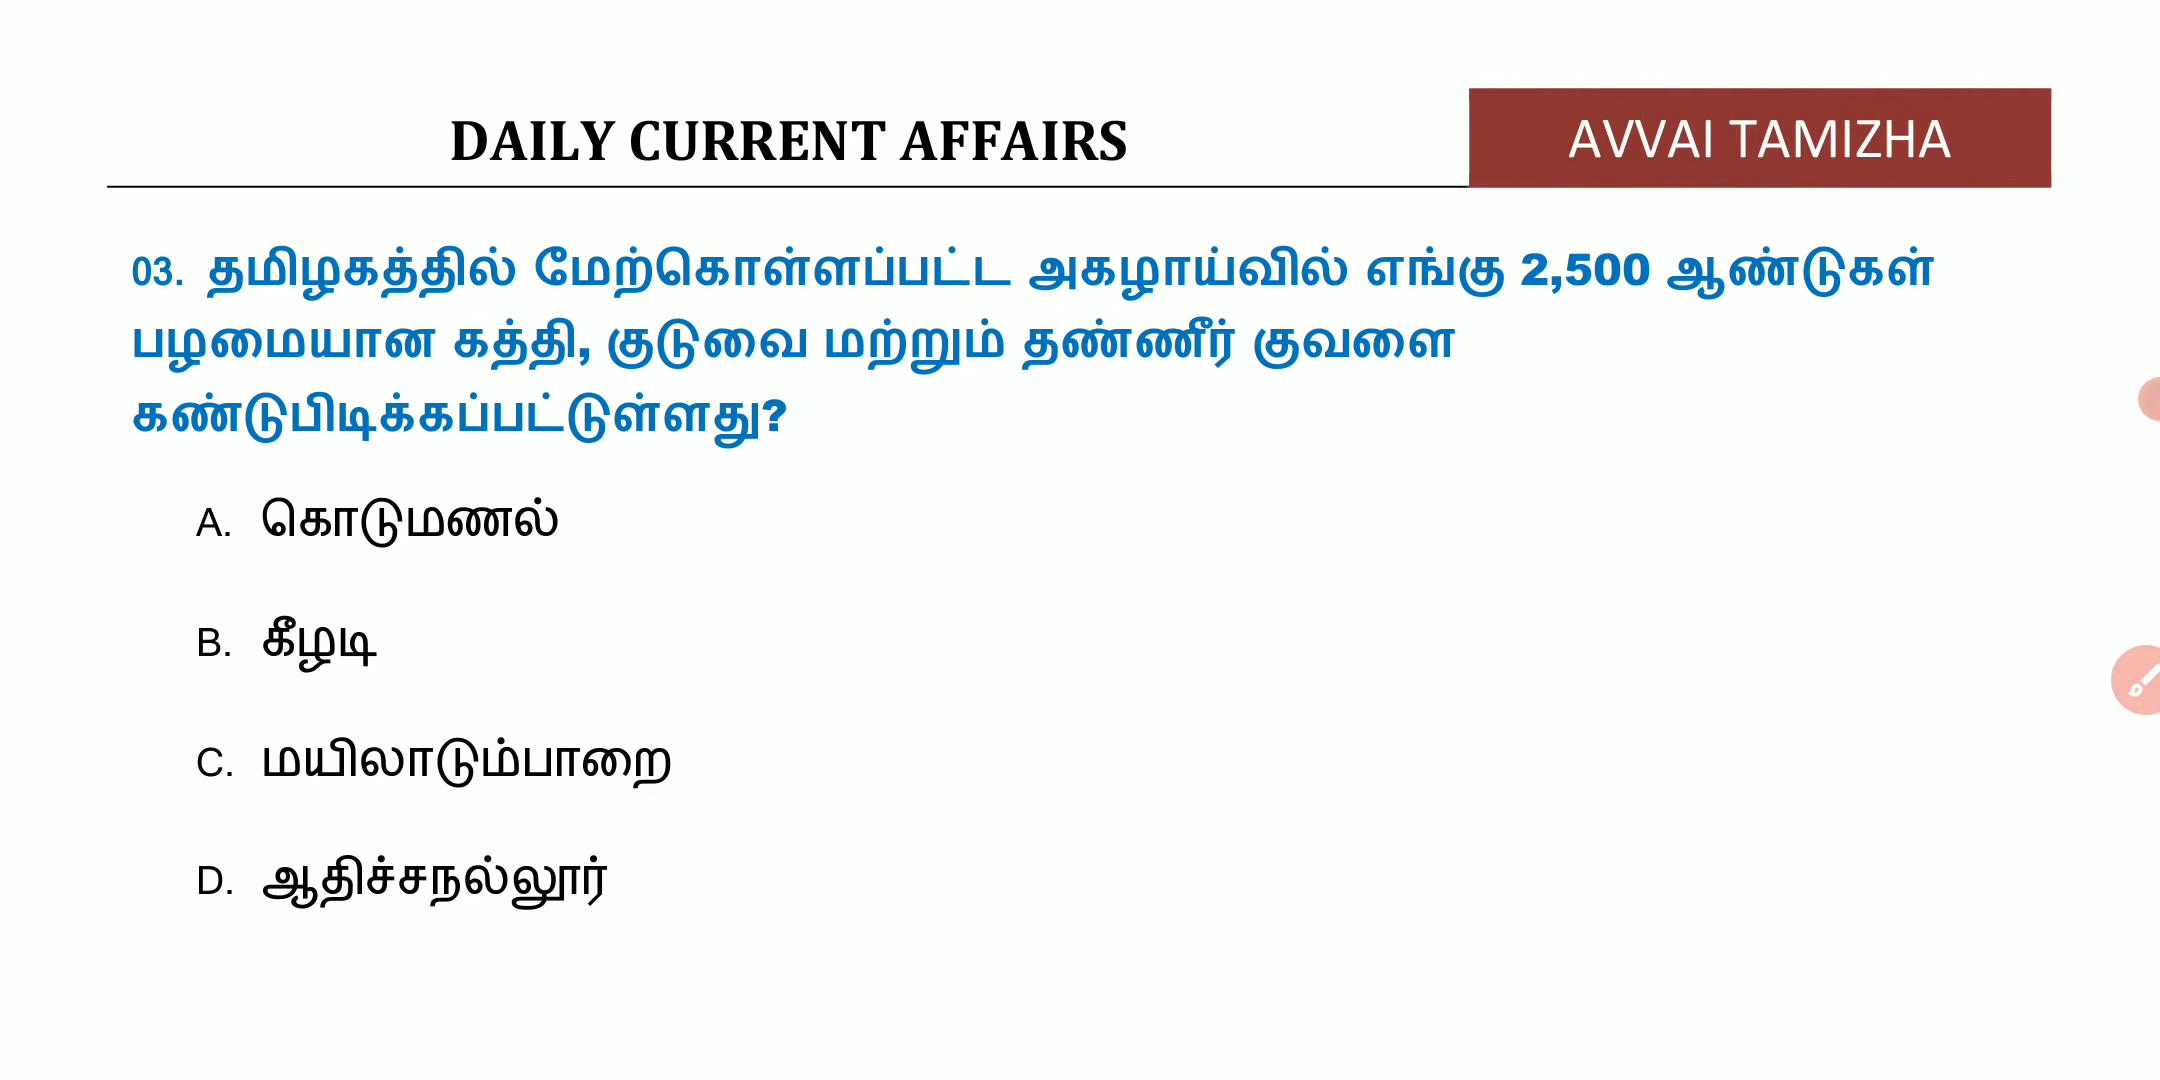 DAILY CURRENT AFFAIRS
AVVAI TAMIZHA
03. தமிழகத்தில் மேற்கொள்ளப்பட்ட அகழாய்வில் எங்கு 2,500 ஆண்டுகள்
பழமையான கத்தி, குடுவை மற்றும் தண்ணீர் குவளை
கண்டுபிடிக்கப்பட்டுள்ளது?
A. கொடுமணல்
B. கீழடி
C. மயிலாடும்பாறை
D. ஆதிச்சநல்லூர்